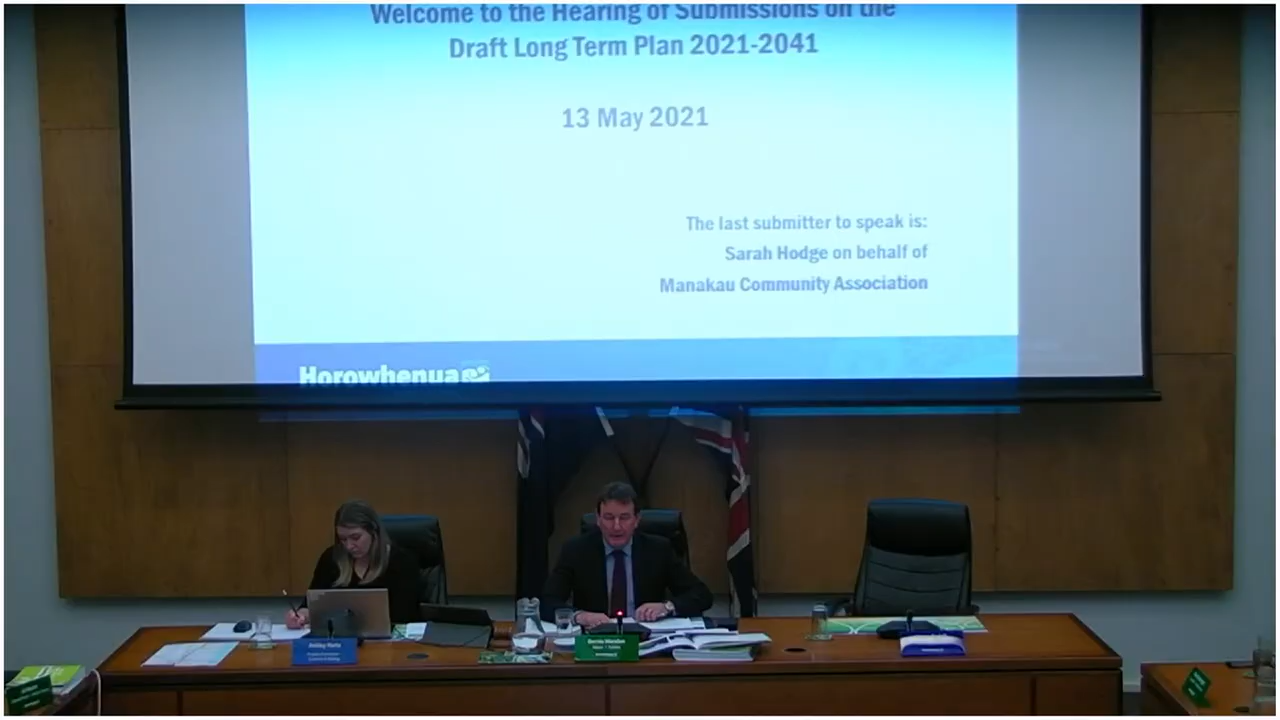 Welcome to the Hearing of Submissions on the
Draft Long Term Plan 2021-2041
13 May 2021
The last submitter to speak is:
Sarah Hodge on behalf of
Manakau Community Association
Horowhenua